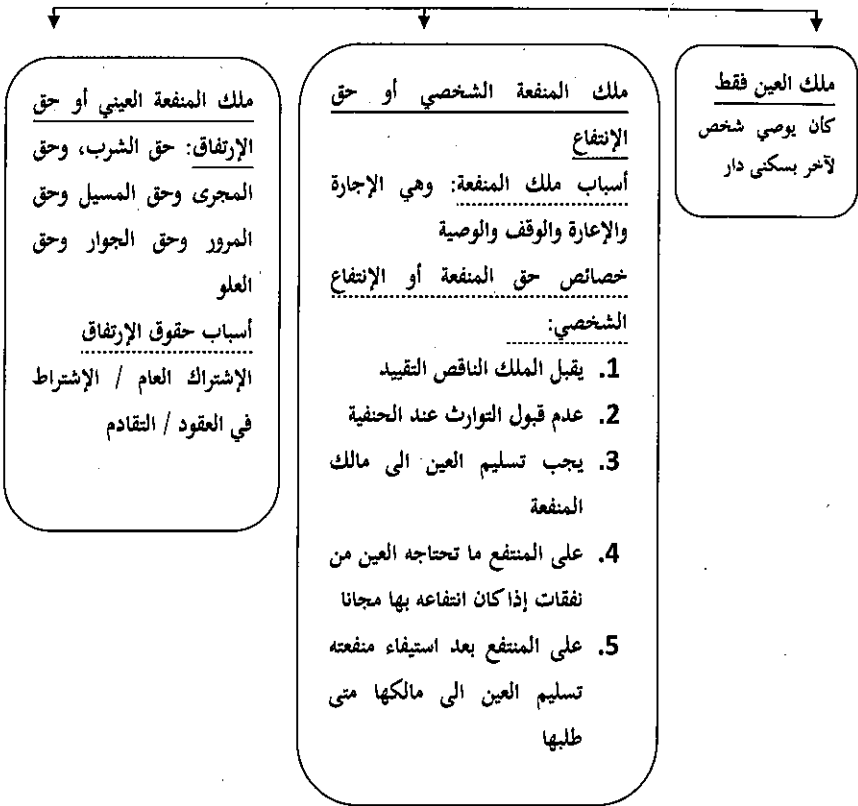 ملك العين فقط
كأن يوصي شخص
لآخر بسكنى دار
ملك المنفعة الشخصي أو حق
الإنتفاع
أسباب ملك المنفعة: وهي الإجارة
والإعارة والوقف والوصية
خصائص حق المنفعة أو الإنتفاع
الشخصي:
1. يقبل الملك الناقص التقييد
2. عدم قبول التوارث عند الحنفية
3. يجب تسليم العين الى مالك
المنفعة
4. على المنتفع ما تحتاجه العين من
نفقات إذا كان انتفاعه بها مجانا
5. على المنتفع بعد استيفاء منفعته
تسليم العين الى مالكها متى
طلبها
ملك المنفعة العيني أو حق
الإرتفاق: حق الشرب، وحق
المجرى وحق المسيل وحق
المرور وحق الجوار وحق
العلو
أسباب حقوق الإرتفاق
الإشتراك العام / الإشتراط
في العقود / التقادم